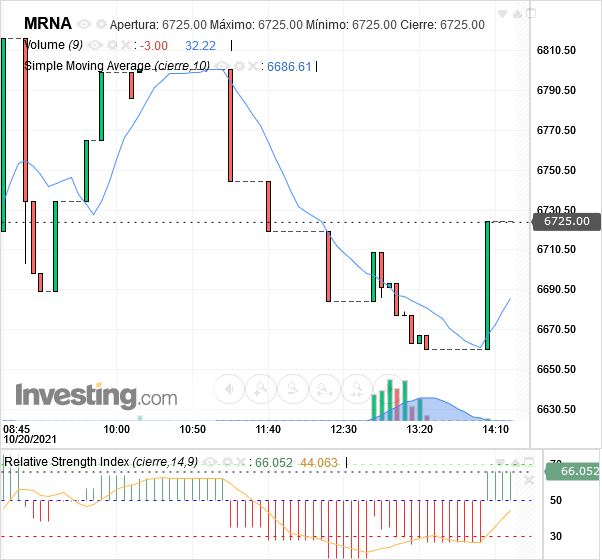 MRNA Apertura: 6725.00 Máximo: 6725.00 Mínimo: 6725.00 Cierre: 6725.00
Volume (9) -3.00 32.22
Simple Moving Average (cierre,10) : 6686.61
6810.50
6790.50
6770.50
6750.50
6730.50
6725.00
6710.50
6690.50
6670.50
6650.50
6630.50
Investing.com
08:45 10:00 10:50 11:40 12:30 13:20 14:10
10/20/2021
Relative Strength Index (cierre,14,9) : 66.052 44.063
70
66.052
50
30